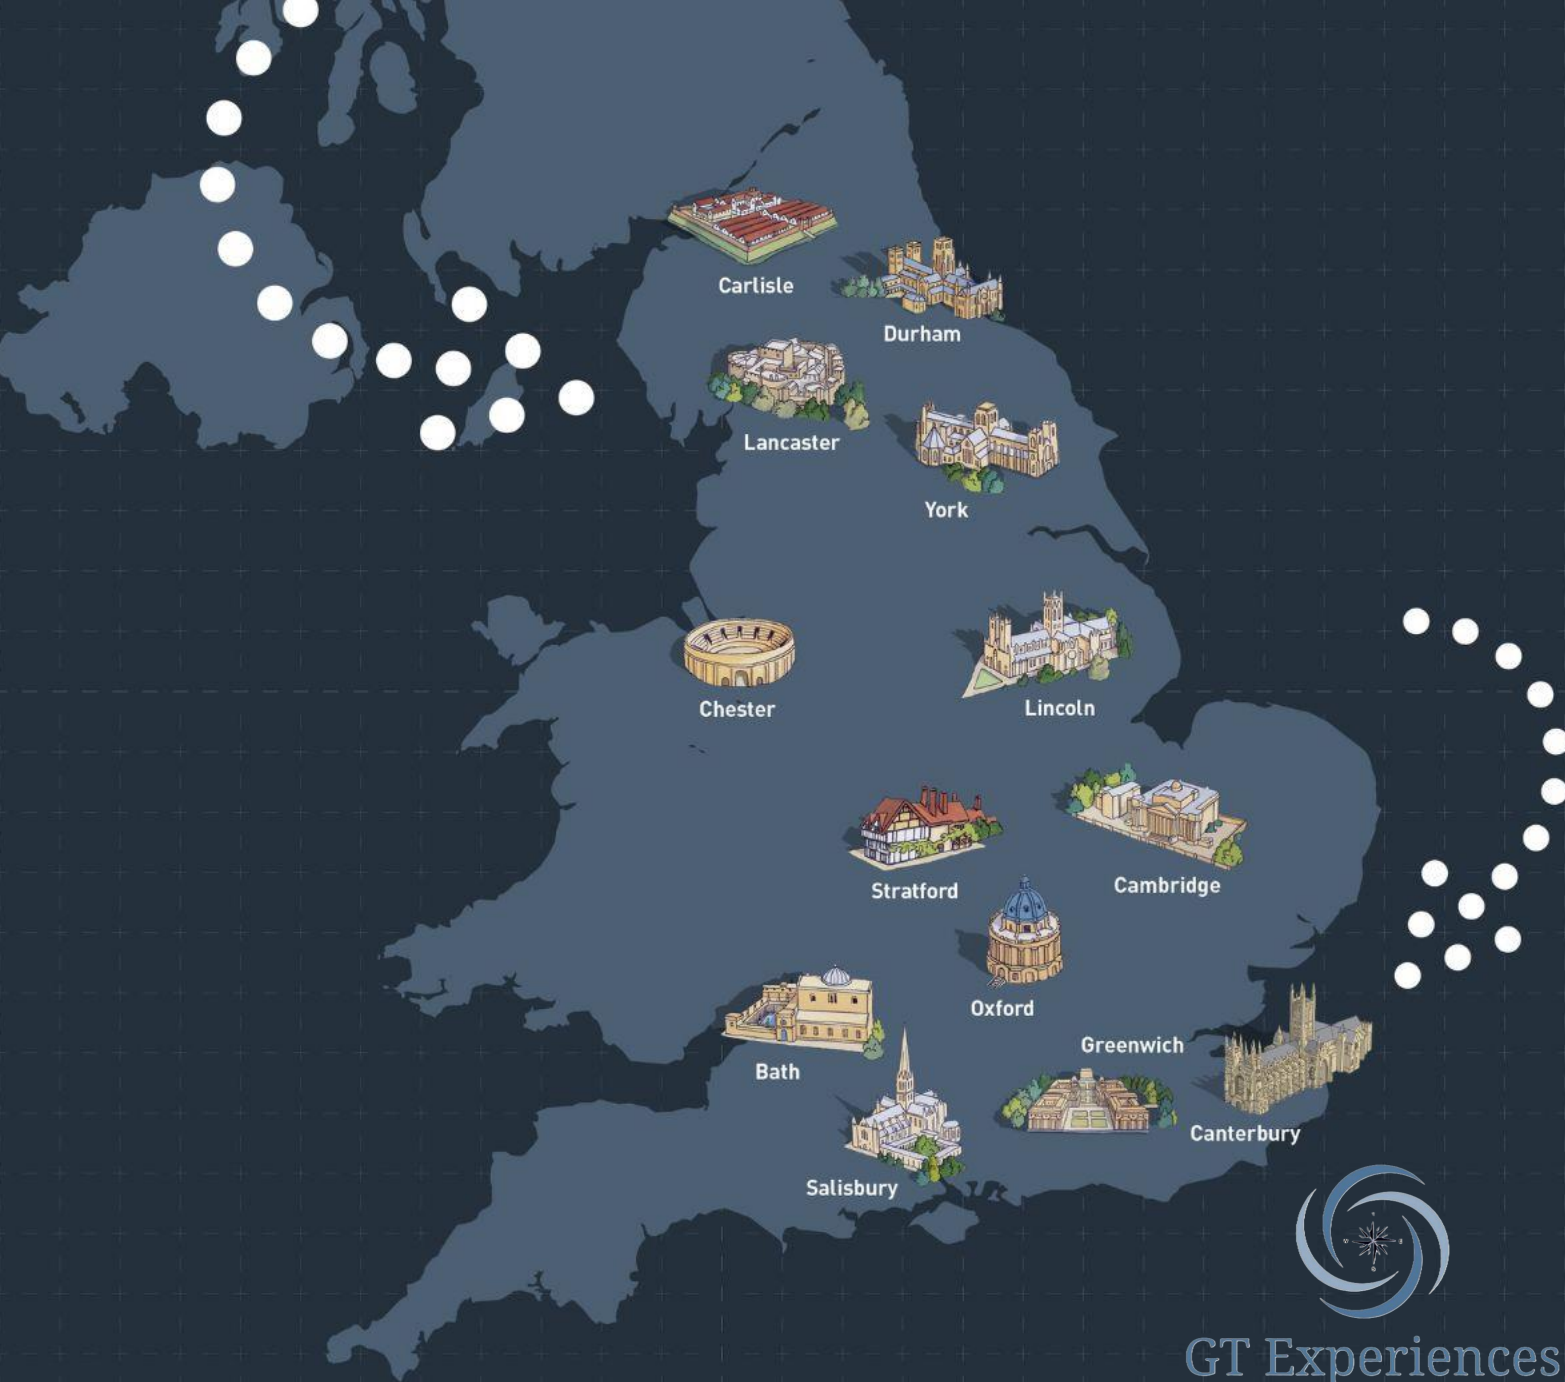 Carlisle
Durham
Lancaster
York
Chester
Lincoln
Stratford
Cambridge
Oxford
Greenwich
Bath
Canterbury
Salisbury
GT Experiences